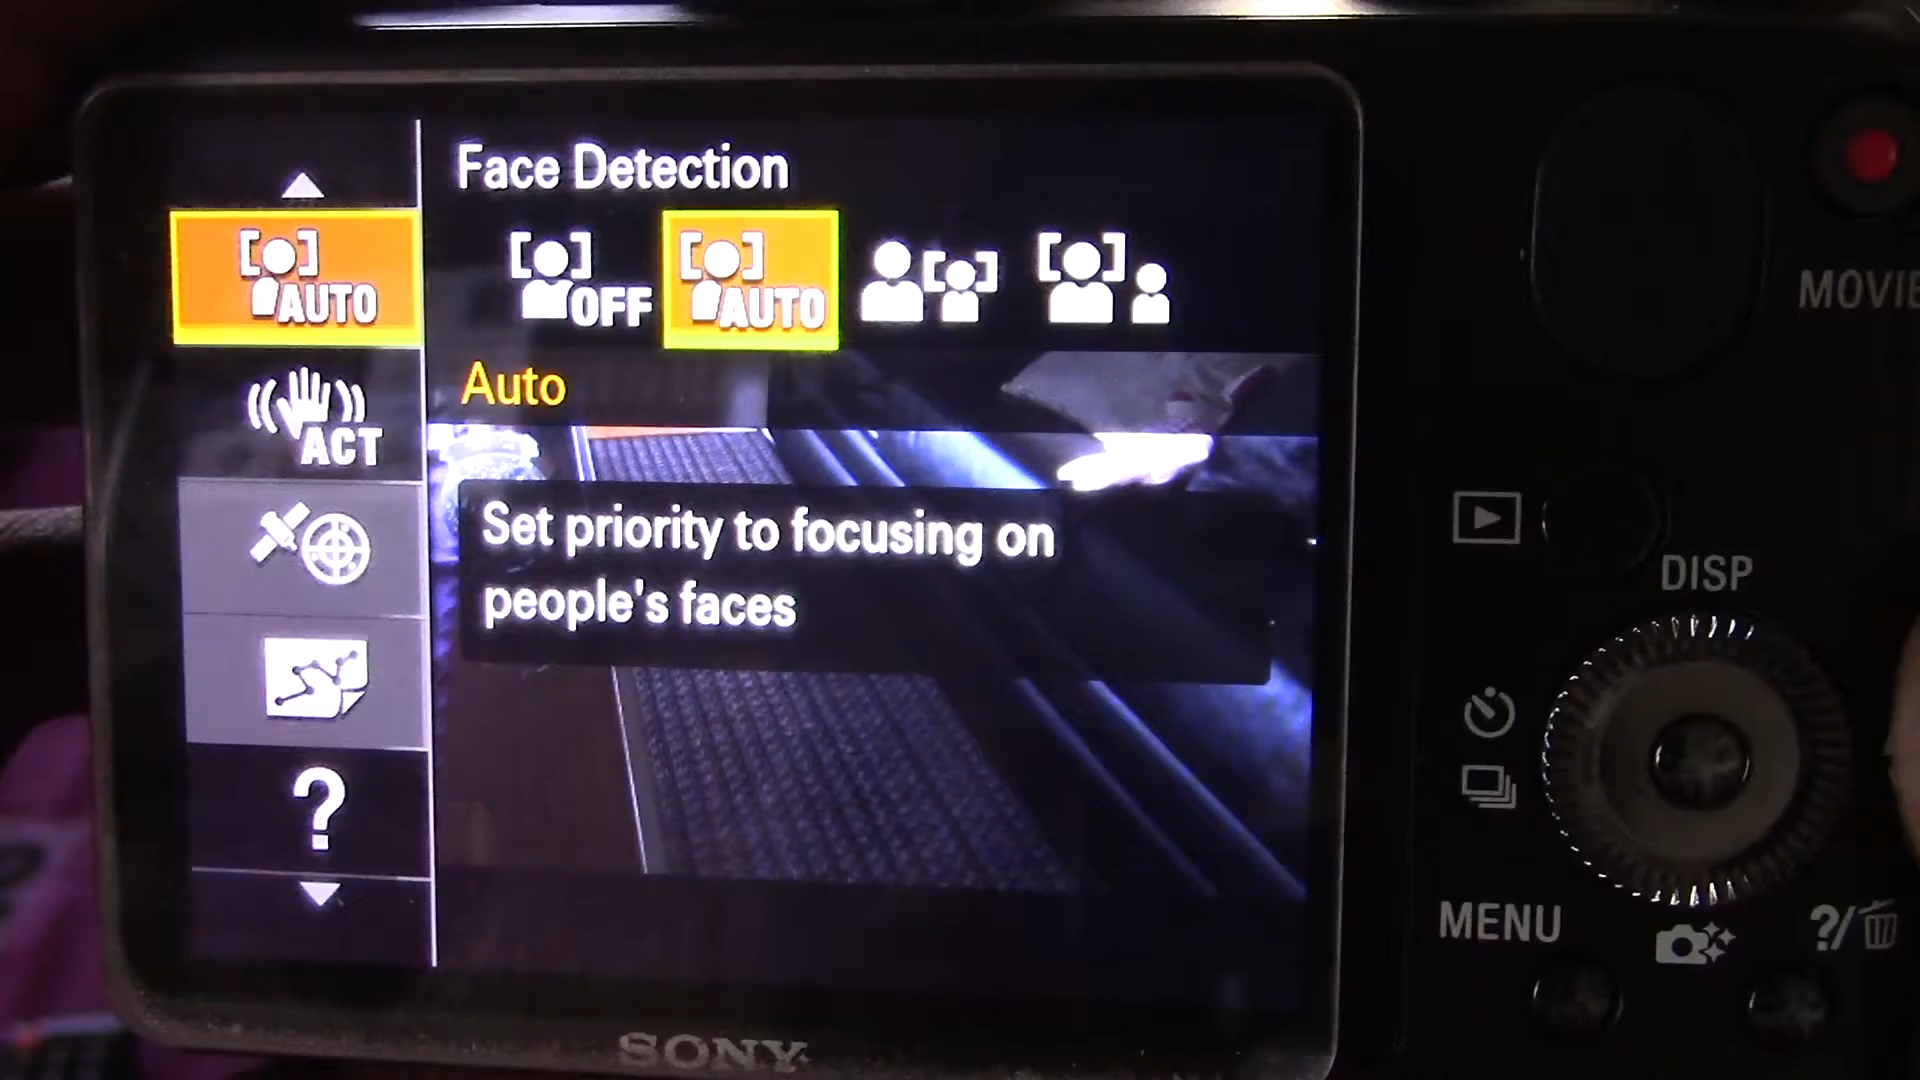 Face Detection
AUTO
OFF
AUTO
Auto
ACT
Set priority to focusing on
people's faces
?
SONY
MOVIE
DISP
MENU
?/